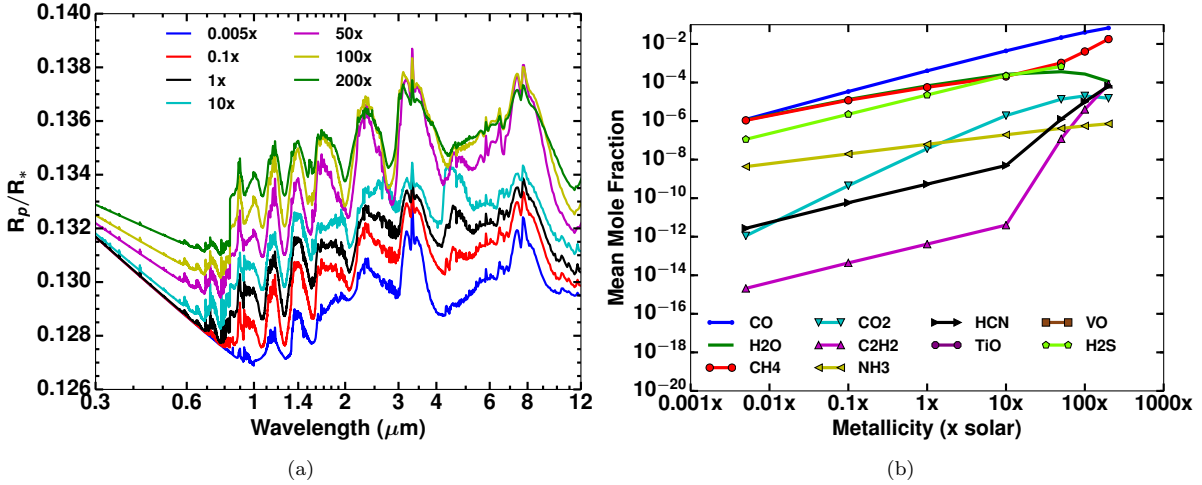 0.140
0.138
0.136
0.134
0.132
0.130
0.128
0.126
Rp/R*
0.005x
0.1x
1x
10x
50x
100x
200x
0.3 0.6 1 1.4 2 3 4 6 8 12
Wavelength (μm)
(a)
10^-2
10^-4
10^-6
10^-8
10^-10
10^-12
10^-14
10^-16
10^-18
10^-20
Mean Mole Fraction
CO CO2 HCN VO
H2O C2H2 TiO H2S
CH4 NH3
0.001x 0.01x 0.1x 1x 10x 100x 1000x
Metallicity (x solar)
(b)